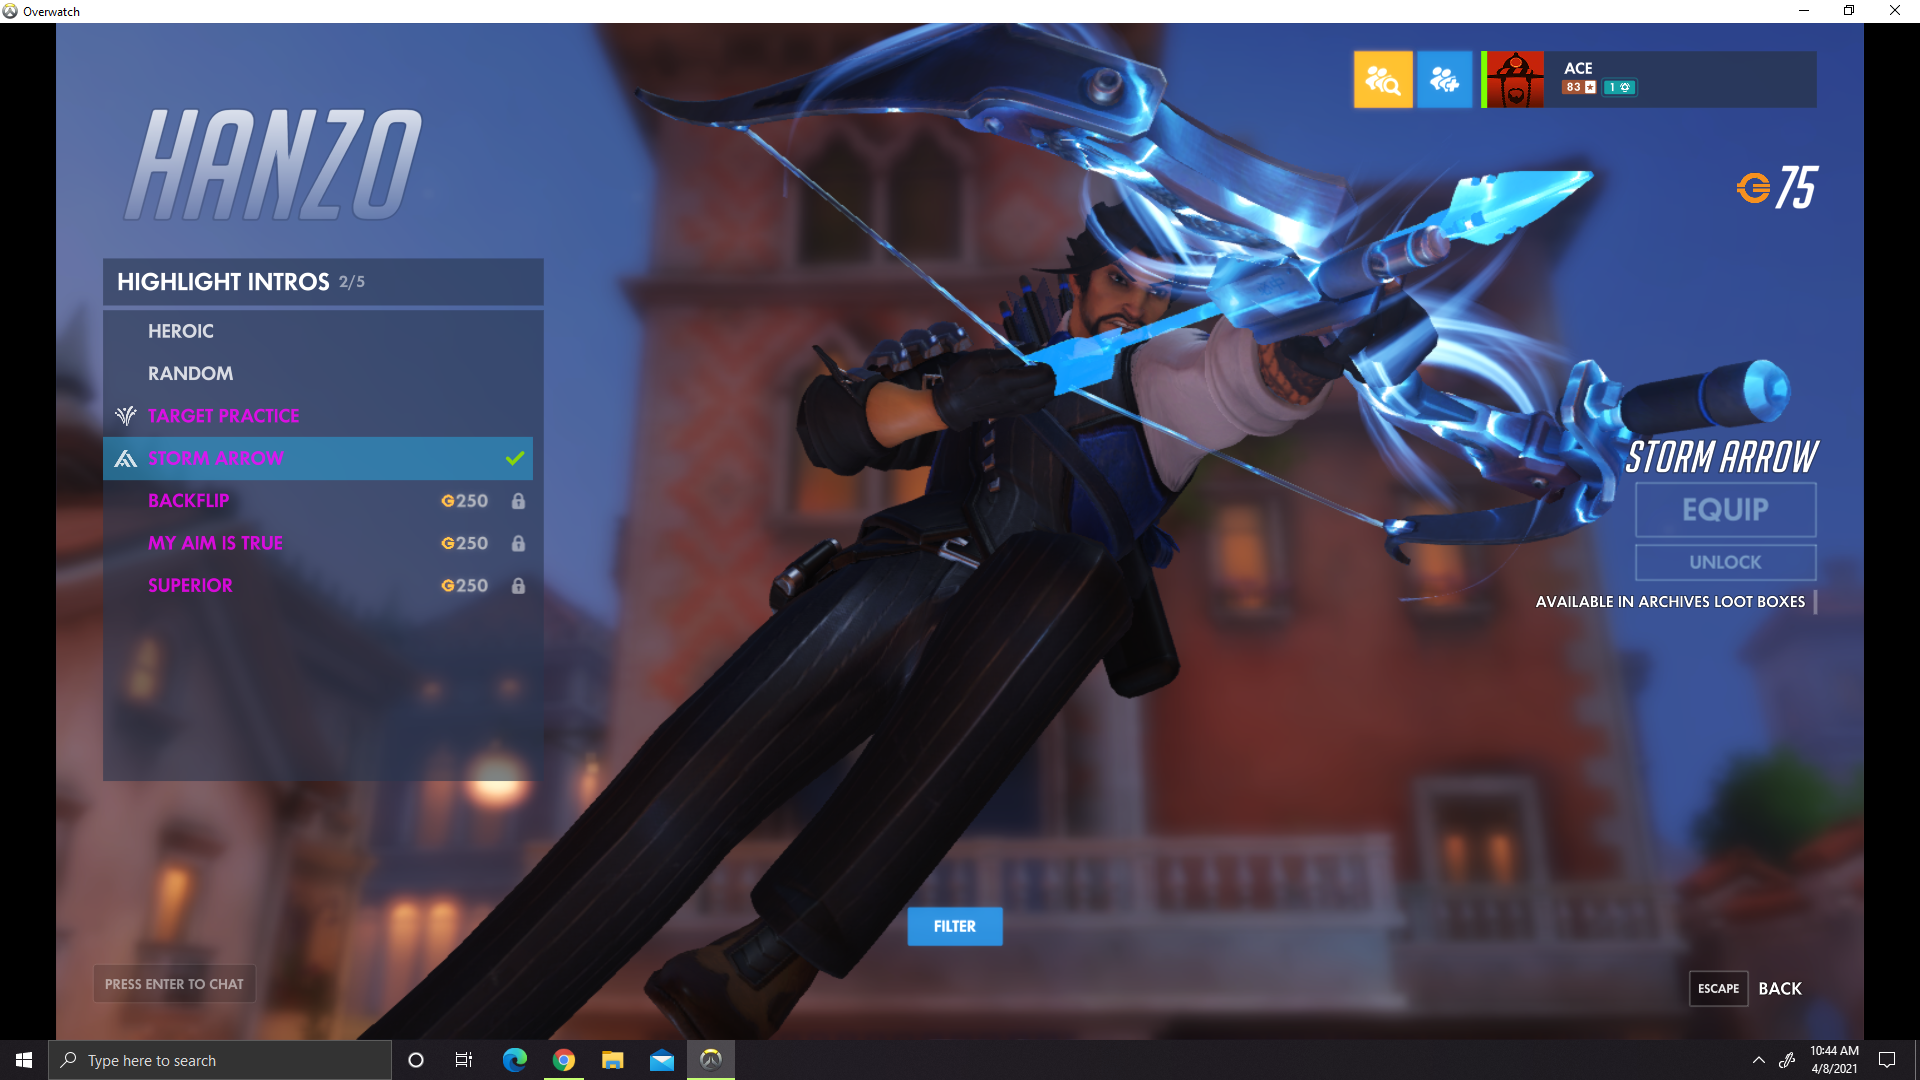 Overwatch
ACE
83 1
HANZO
75
HIGHLIGHT INTROS 2/5
HEROIC
RANDOM
TARGET PRACTICE
STORM ARROW
BACKFLIP 250
MY AIM IS TRUE 250
SUPERIOR 250
STORM ARROW
EQUIP
UNLOCK
AVAILABLE IN ARCHIVES LOOT BOXES
FILTER
PRESS ENTER TO CHAT
ESCAPE BACK
Type here to search
10:44 AM
4/8/2021